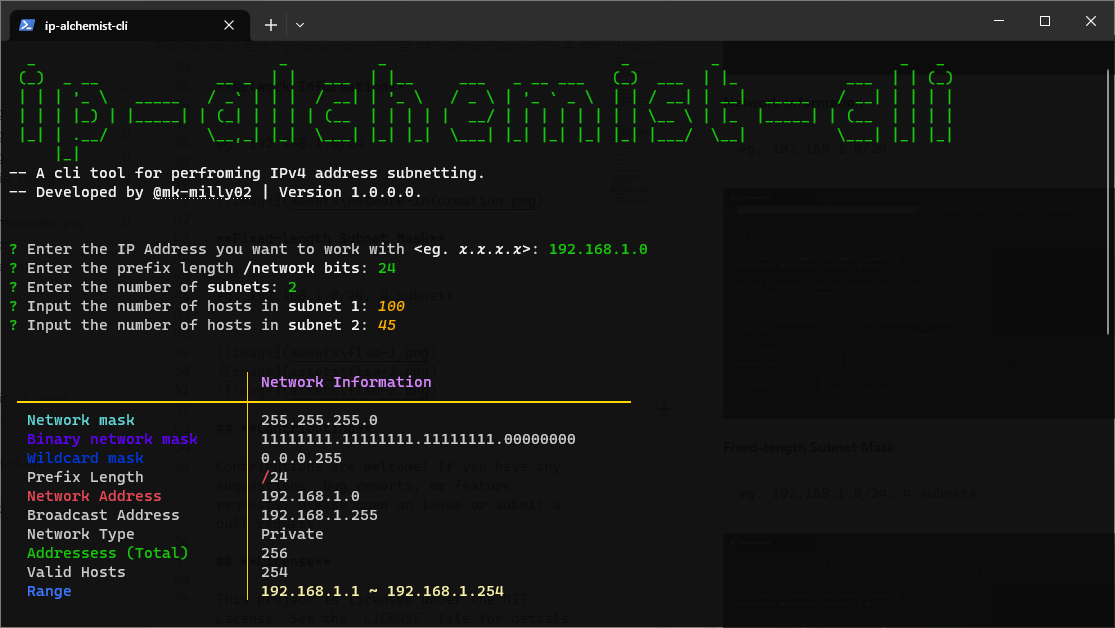 ip-alchemist-cli
ip-alchemist-cli
-- A cli tool for perfroming IPv4 address subnetting.
-- Developed by @mk-milly02 | Version 1.0.0.0.
? Enter the IP Address you want to work with <eg. x.x.x.x>: 192.168.1.0
? Enter the prefix length /network bits: 24
? Enter the number of subnets: 2
? Input the number of hosts in subnet 1: 100
? Input the number of hosts in subnet 2: 45
Network Information
Network mask 255.255.255.0
Binary network mask 11111111.11111111.11111111.00000000
Wildcard mask 0.0.0.255
Prefix Length /24
Network Address 192.168.1.0
Broadcast Address 192.168.1.255
Network Type Private
Addressess (Total) 256
Valid Hosts 254
Range 192.168.1.1 ~ 192.168.1.254
Fixed-length Subnet Mask
eg. 192.168.1.0/24, 4 subnets